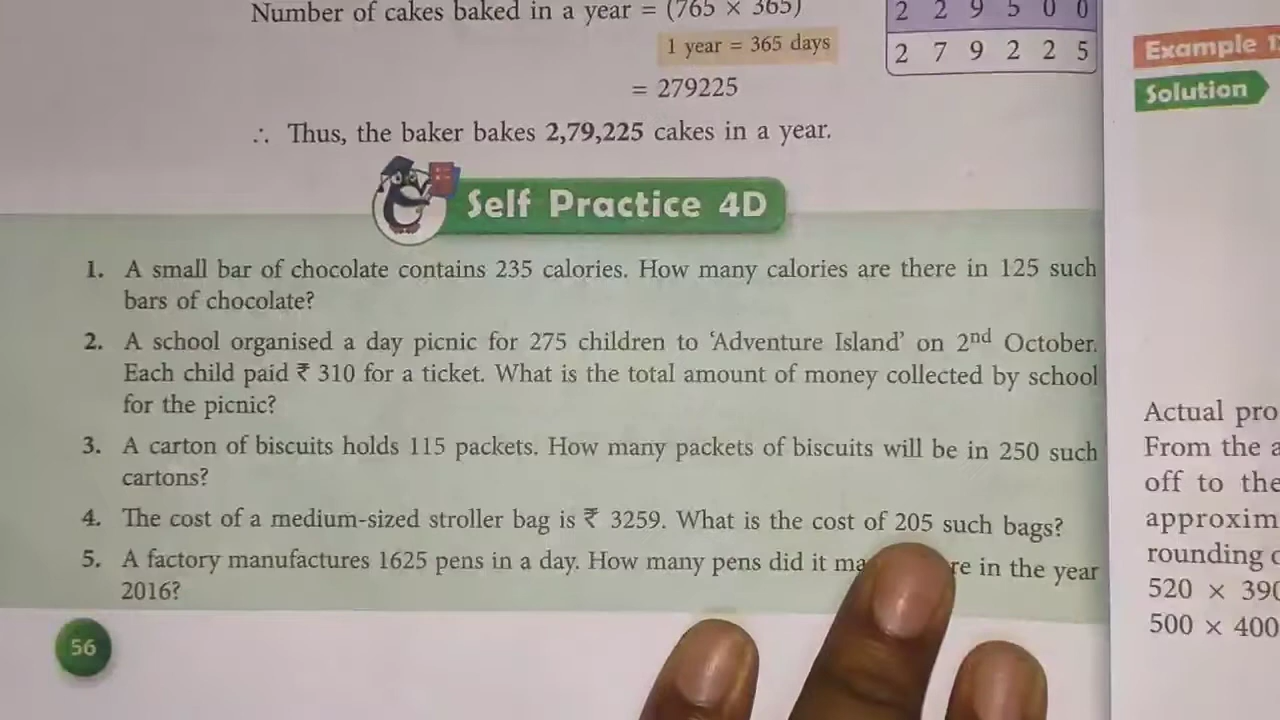 Number of cakes baked in a year = (765 × 365)
2 2 9 5 0 0
1 year = 365 days
2 7 9 2 2 5
= 279225
∴ Thus, the baker bakes 2,79,225 cakes in a year.
Self Practice 4D
1. A small bar of chocolate contains 235 calories. How many calories are there in 125 such
bars of chocolate?
2. A school organised a day picnic for 275 children to ‘Adventure Island’ on 2nd October.
Each child paid ₹ 310 for a ticket. What is the total amount of money collected by school
for the picnic?
3. A carton of biscuits holds 115 packets. How many packets of biscuits will be in 250 such
cartons?
4. The cost of a medium-sized stroller bag is ₹ 3259. What is the cost of 205 such bags?
5. A factory manufactures 1625 pens in a day. How many pens did it ma re in the year
2016?
56
Example
Solution
Actual pro
From the a
off to the
approxim
rounding
520 × 390
500 × 400